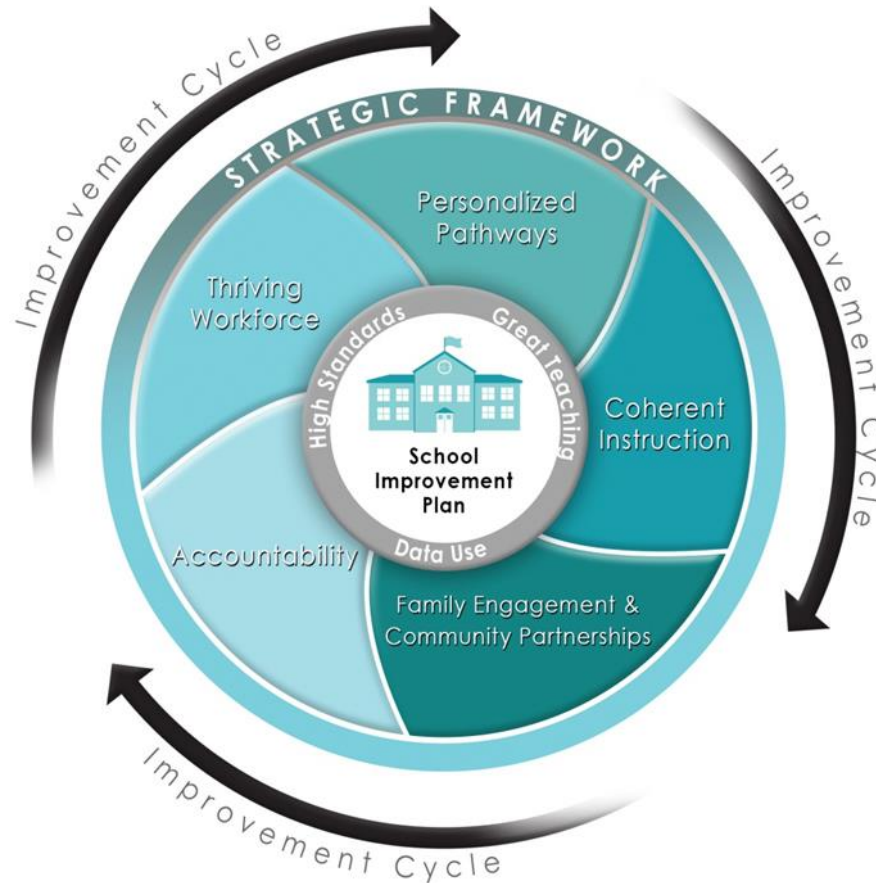 Improvement Cycle
Improvement Cycle
STRATEGIC FRAMEWORK
Personalized
Pathways
Thriving
Workforce
High Standards
Great Teaching
Coherent
Instruction
School
Improvement
Plan
Data Use
Accountability
Family Engagement &
Community Partnerships
Improvement Cycle